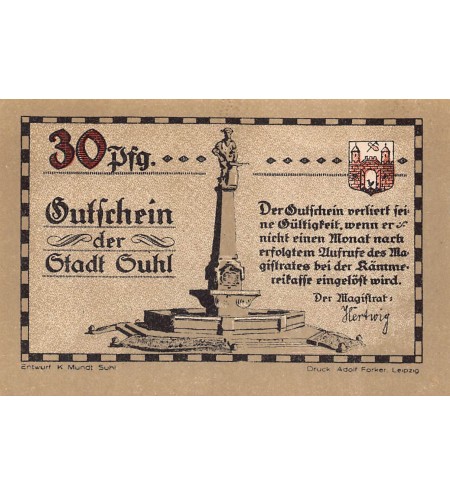 30 Pfg.
Gutschein
der
Stadt Suhl
Der Gutschein verliert sei-
ne Gültigkeit, wenn er
nicht einen Monat nach
erfolgtem Aufrufe des Ma-
gistrates bei der Kämme-
reikasse eingelöst wird.
Der Magistrat:
Hertwig
Entwurf K. Mundt Suhl
Druck: Adolf Forker, Leipzig